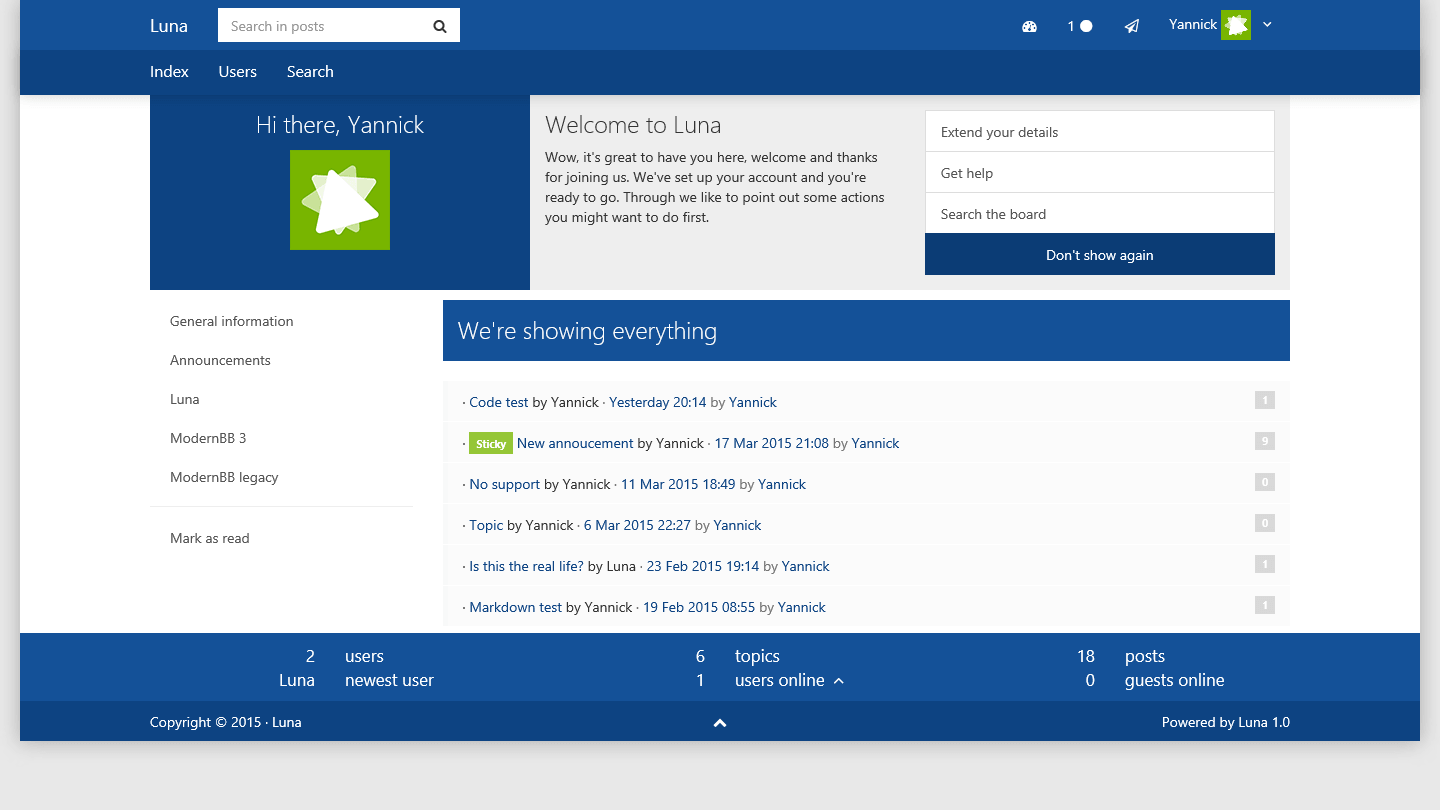 Luna
Search in posts
1
Yannick
Index
Users
Search
Hi there, Yannick
Welcome to Luna
Wow, it's great to have you here, welcome and thanks
for joining us. We've set up your account and you're
ready to go. Through we like to point out some actions
you might want to do first.
Extend your details
Get help
Search the board
Don't show again
General information
Announcements
Luna
ModernBB 3
ModernBB legacy
Mark as read
We're showing everything
· Code test by Yannick · Yesterday 20:14 by Yannick 1
· Sticky New annoucement by Yannick · 17 Mar 2015 21:08 by Yannick 9
· No support by Yannick · 11 Mar 2015 18:49 by Yannick 0
· Topic by Yannick · 6 Mar 2015 22:27 by Yannick 0
· Is this the real life? by Luna · 23 Feb 2015 19:14 by Yannick 1
· Markdown test by Yannick · 19 Feb 2015 08:55 by Yannick 1
2 users
Luna newest user
6 topics
1 users online
18 posts
0 guests online
Copyright © 2015 · Luna
Powered by Luna 1.0